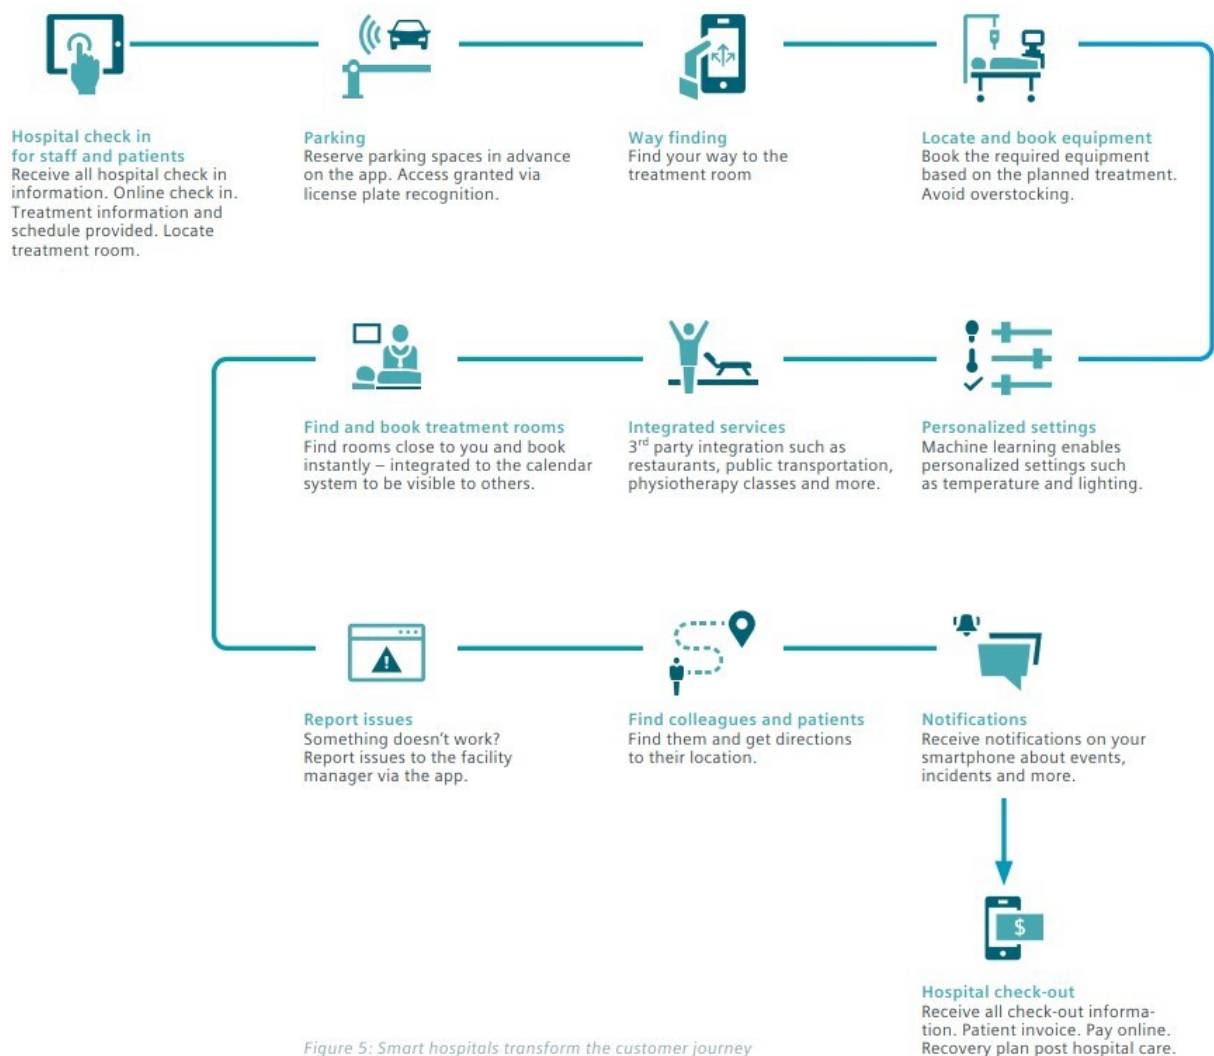 Hospital check in
for staff and patients
Receive all hospital check in
information. Online check in.
Treatment information and
schedule provided. Locate
treatment room.
Parking
Reserve parking spaces in advance
on the app. Access granted via
license plate recognition.
Way finding
Find your way to the
treatment room
Locate and book equipment
Book the required equipment
based on the planned treatment.
Avoid overstocking.
Personalized settings
Machine learning enables
personalized settings such
as temperature and lighting.
Integrated services
3rd party integration such as
restaurants, public transportation,
physiotherapy classes and more.
Find and book treatment rooms
Find rooms close to you and book
instantly – integrated to the calendar
system to be visible to others.
Report issues
Something doesn’t work?
Report issues to the facility
manager via the app.
Find colleagues and patients
Find them and get directions
to their location.
Notifications
Receive notifications on your
smartphone about events,
incidents and more.
$
Hospital check-out
Receive all check-out informa-
tion. Patient invoice. Pay online.
Recovery plan post hospital care.
Figure 5: Smart hospitals transform the customer journey